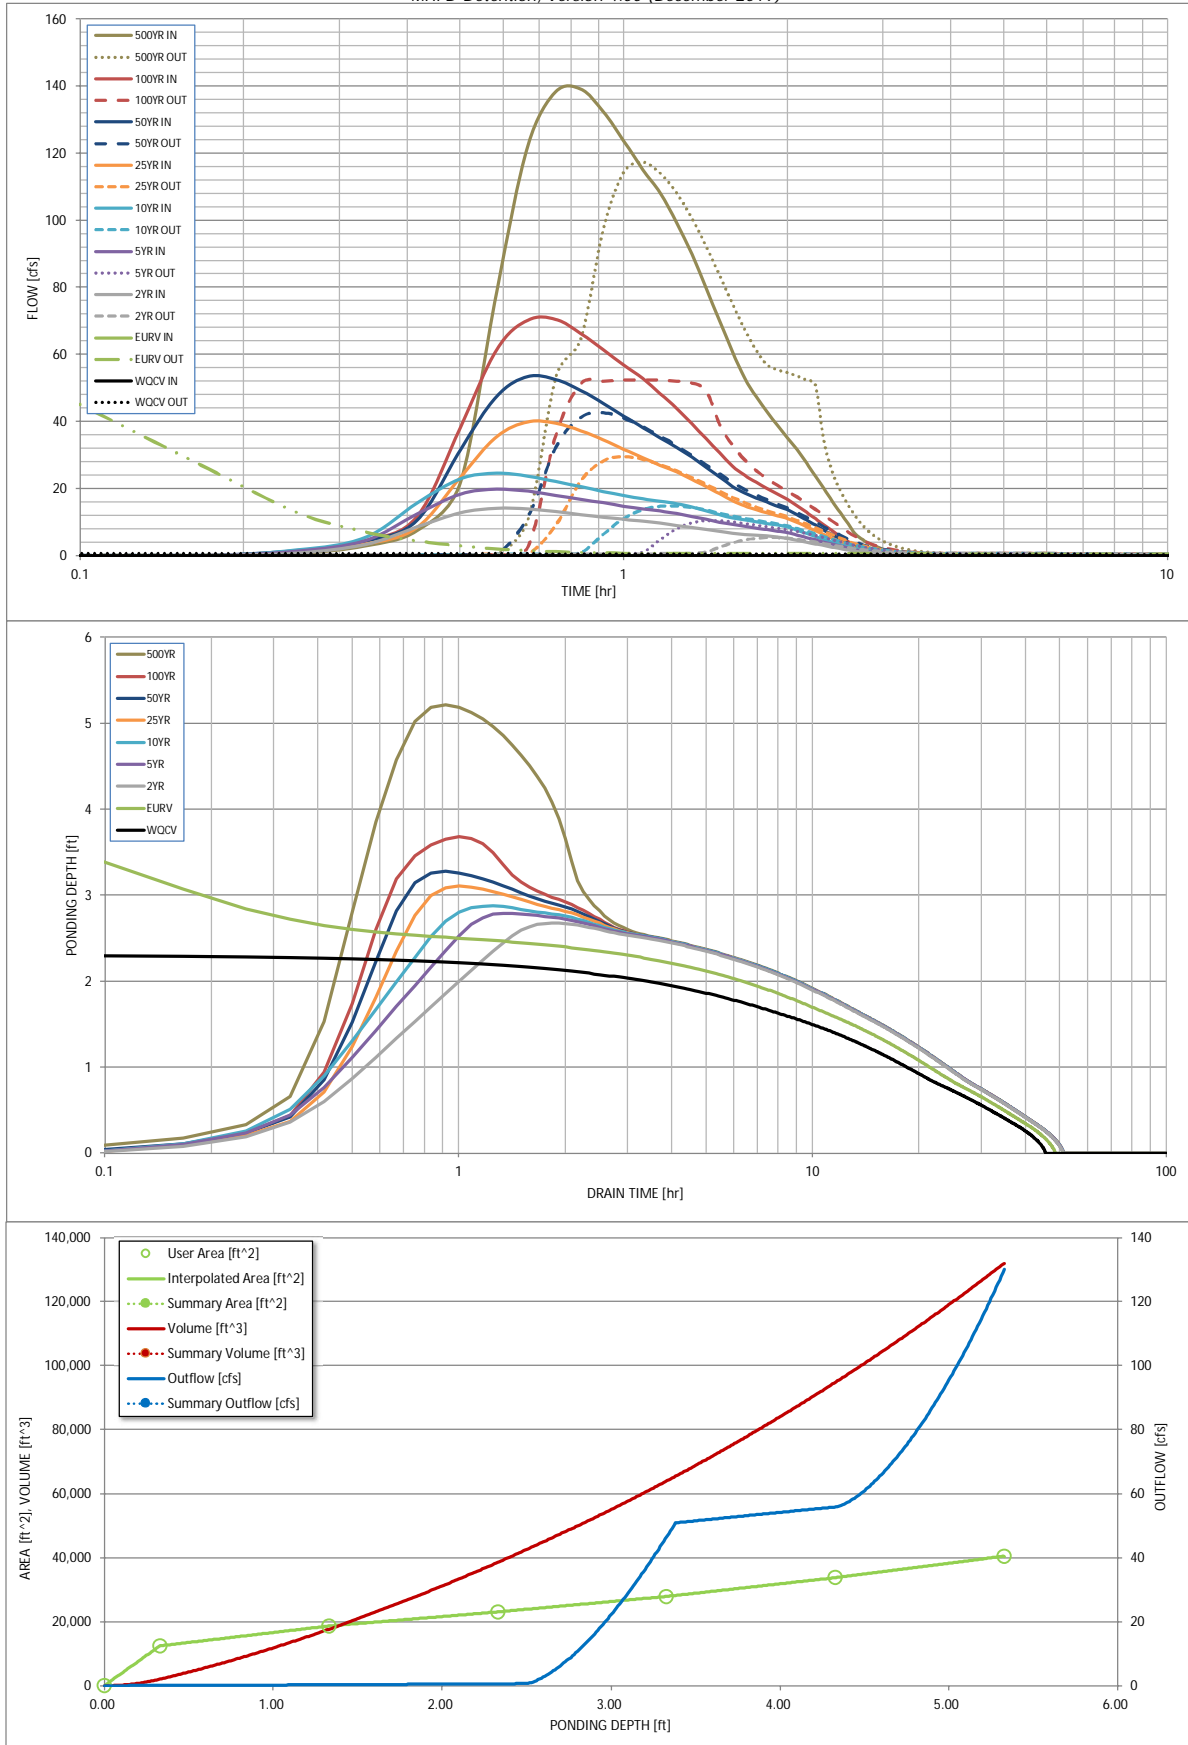 160
140
120
100
80
60
40
20
0
FLOW [cfs]
500YR IN
500YR OUT
100YR IN
100YR OUT
50YR IN
50YR OUT
25YR IN
25YR OUT
10YR IN
10YR OUT
5YR IN
5YR OUT
2YR IN
2YR OUT
EURV IN
EURV OUT
WQCV IN
WQCV OUT
0.1
1
10
TIME [hr]
6
5
4
3
2
1
0
PONDING DEPTH [ft]
500YR
100YR
50YR
25YR
10YR
5YR
2YR
EURV
WQCV
0.1
1
10
100
DRAIN TIME [hr]
140,000
120,000
100,000
80,000
60,000
40,000
20,000
0
AREA [ft^2], VOLUME [ft^3]
User Area [ft^2]
Interpolated Area [ft^2]
Summary Area [ft^2]
Volume [ft^3]
Summary Volume [ft^3]
Outflow [cfs]
Summary Outflow [cfs]
140
120
100
80
60
40
20
0
OUTFLOW [cfs]
0.00
1.00
2.00
3.00
4.00
5.00
6.00
PONDING DEPTH [ft]